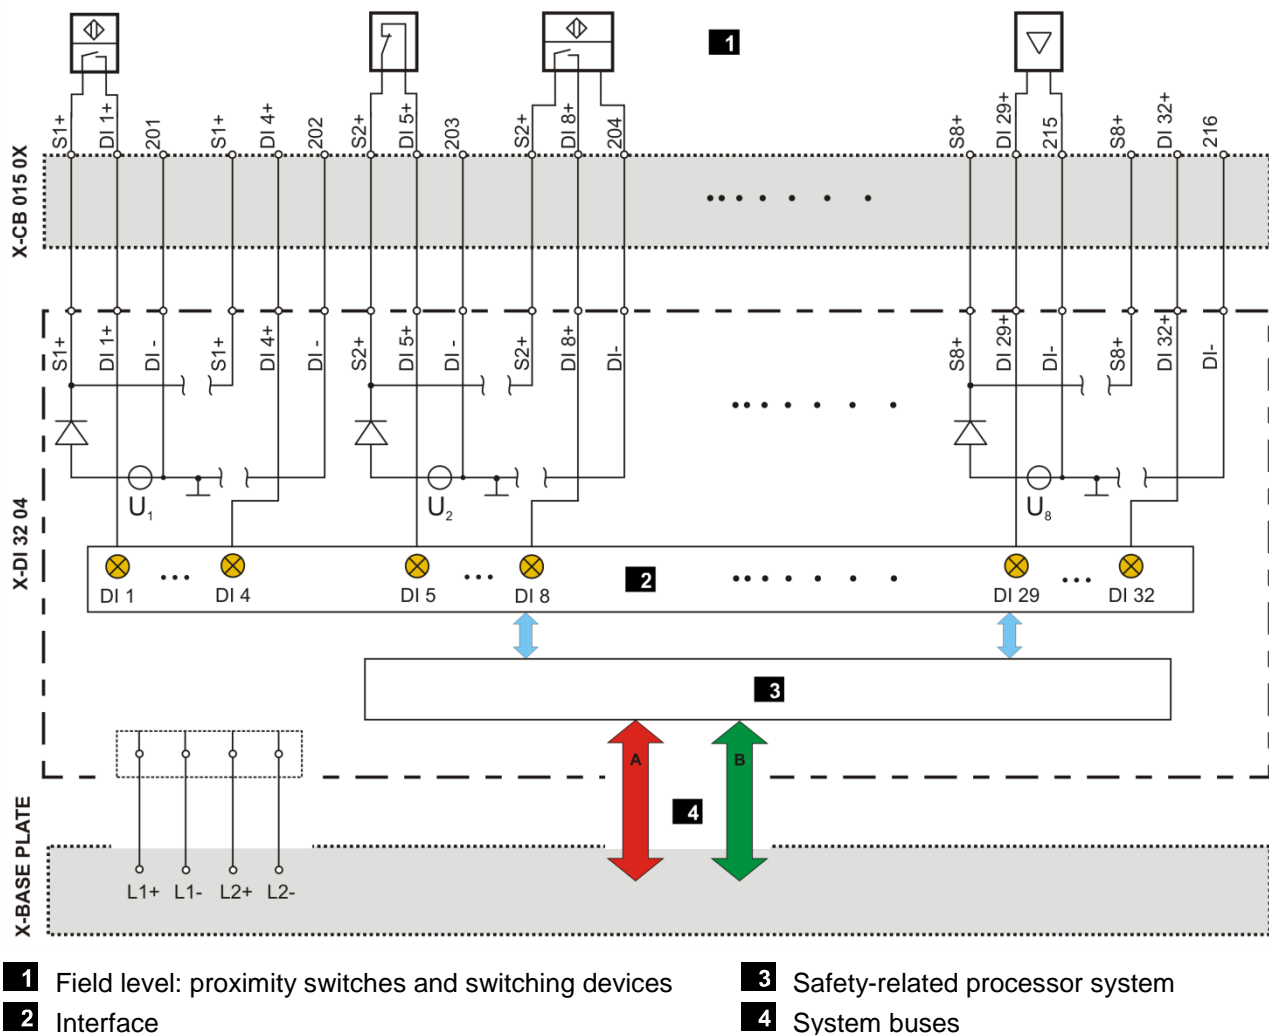 1
S1+ DI 1+ 201 S1+ DI 4+ 202 S2+ DI 5+ 203 S2+ DI 8+ 204 S8+ DI 29+ 215 S8+ DI 32+ 216
X-CB 015 0X
S1+ DI 1+ DI - S1+ DI 4+ DI - S2+ DI 5+ DI - S2+ DI 8+ DI- S8+ DI 29+ DI- S8+ DI 32+ DI-
U1 U2 U8
X-DI 32 04
2
DI 1 DI 4 DI 5 DI 8 DI 29 DI 32
3
A B
4
X-BASE PLATE
L1+ L1- L2+ L2-
1 Field level: proximity switches and switching devices
2 Interface
3 Safety-related processor system
4 System buses